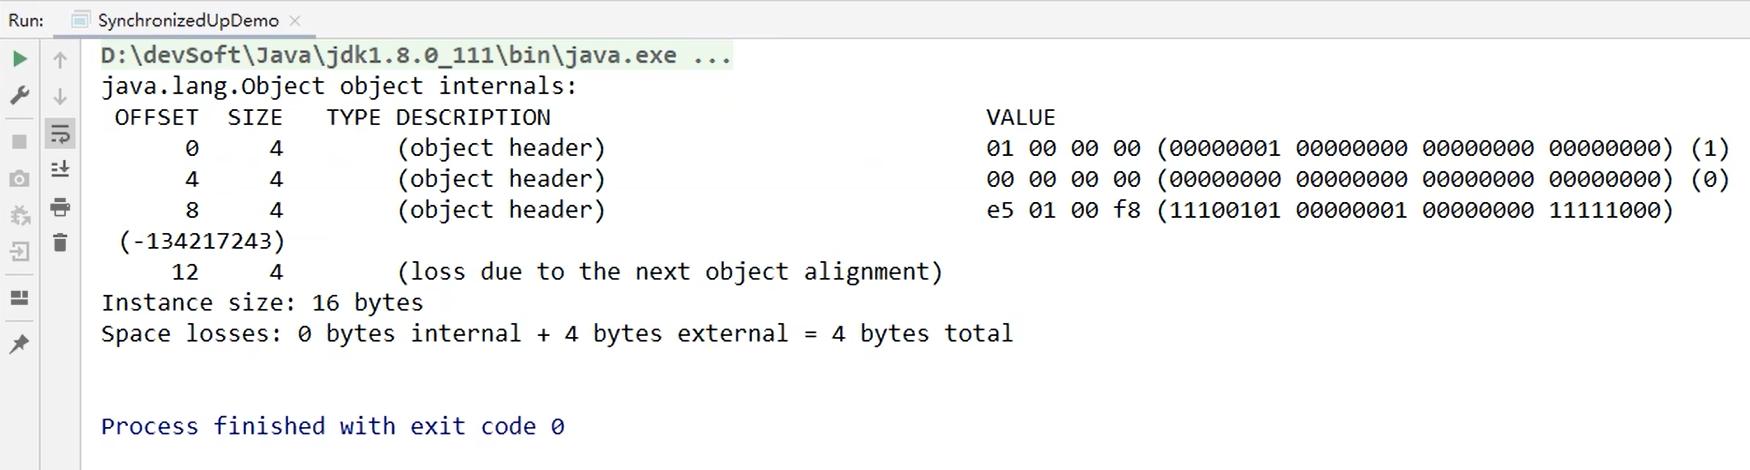 Run: SynchronizedUpDemo ×
D:\devSoft\Java\jdk1.8.0_111\bin\java.exe ...
java.lang.Object object internals:
 OFFSET  SIZE   TYPE DESCRIPTION                               VALUE
      0     4        (object header)                           01 00 00 00 (00000001 00000000 00000000 00000000) (1)
      4     4        (object header)                           00 00 00 00 (00000000 00000000 00000000 00000000) (0)
      8     4        (object header)                           e5 01 00 f8 (11100101 00000001 00000000 11111000)
 (-134217243)
     12     4        (loss due to the next object alignment)
Instance size: 16 bytes
Space losses: 0 bytes internal + 4 bytes external = 4 bytes total
Process finished with exit code 0